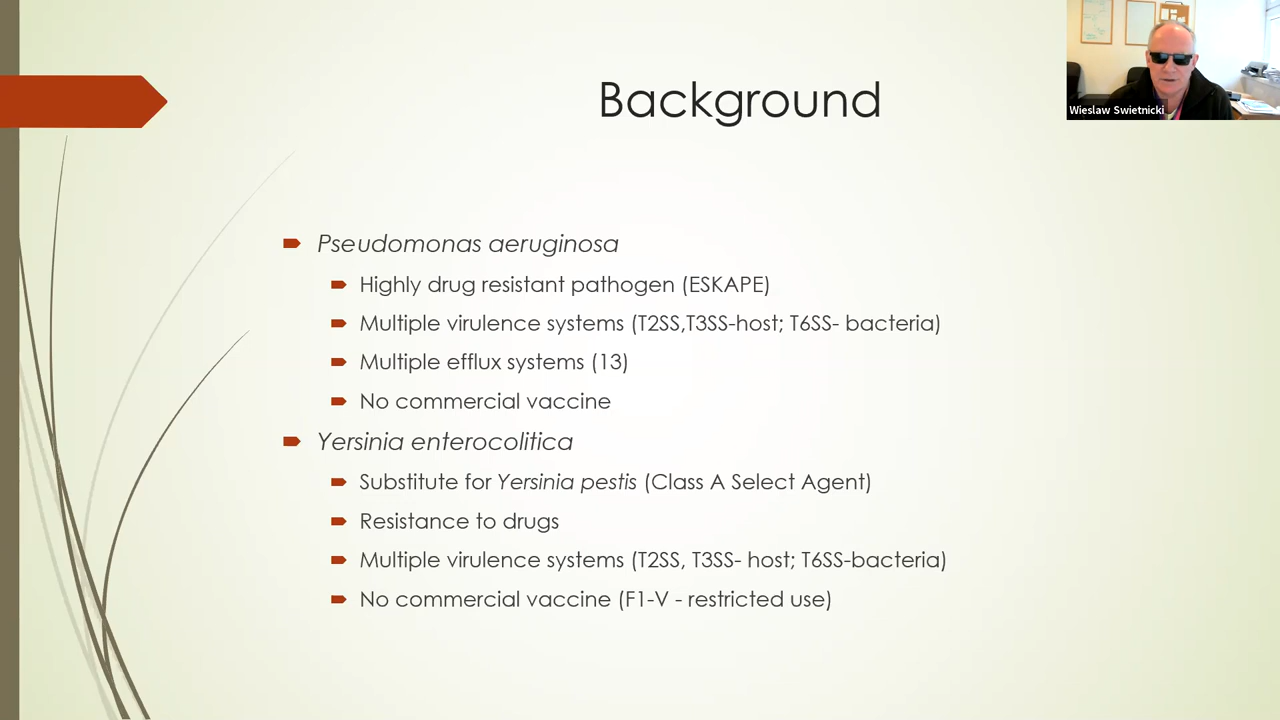 Background
Wieslaw Swietnicki
Pseudomonas aeruginosa
Highly drug resistant pathogen (ESKAPE)
Multiple virulence systems (T2SS,T3SS-host; T6SS- bacteria)
Multiple efflux systems (13)
No commercial vaccine
Yersinia enterocolitica
Substitute for Yersinia pestis (Class A Select Agent)
Resistance to drugs
Multiple virulence systems (T2SS, T3SS- host; T6SS-bacteria)
No commercial vaccine (F1-V - restricted use)